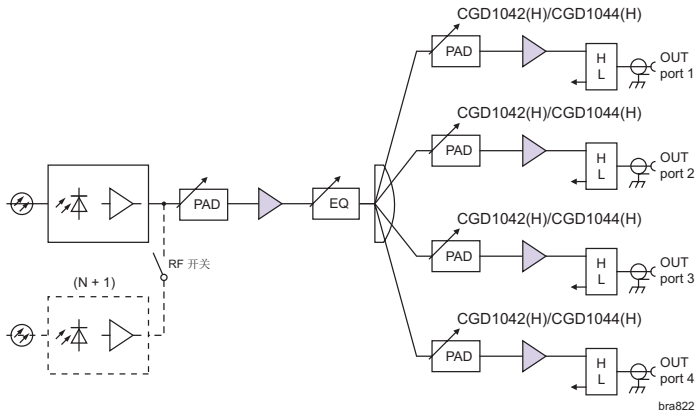 CGD1042(H)/CGD1044(H)
PAD
H
L
OUT
port 1
CGD1042(H)/CGD1044(H)
PAD
H
L
OUT
port 2
PAD
EQ
RF 开关
(N + 1)
CGD1042(H)/CGD1044(H)
PAD
H
L
OUT
port 3
CGD1042(H)/CGD1044(H)
PAD
H
L
OUT
port 4
bra822